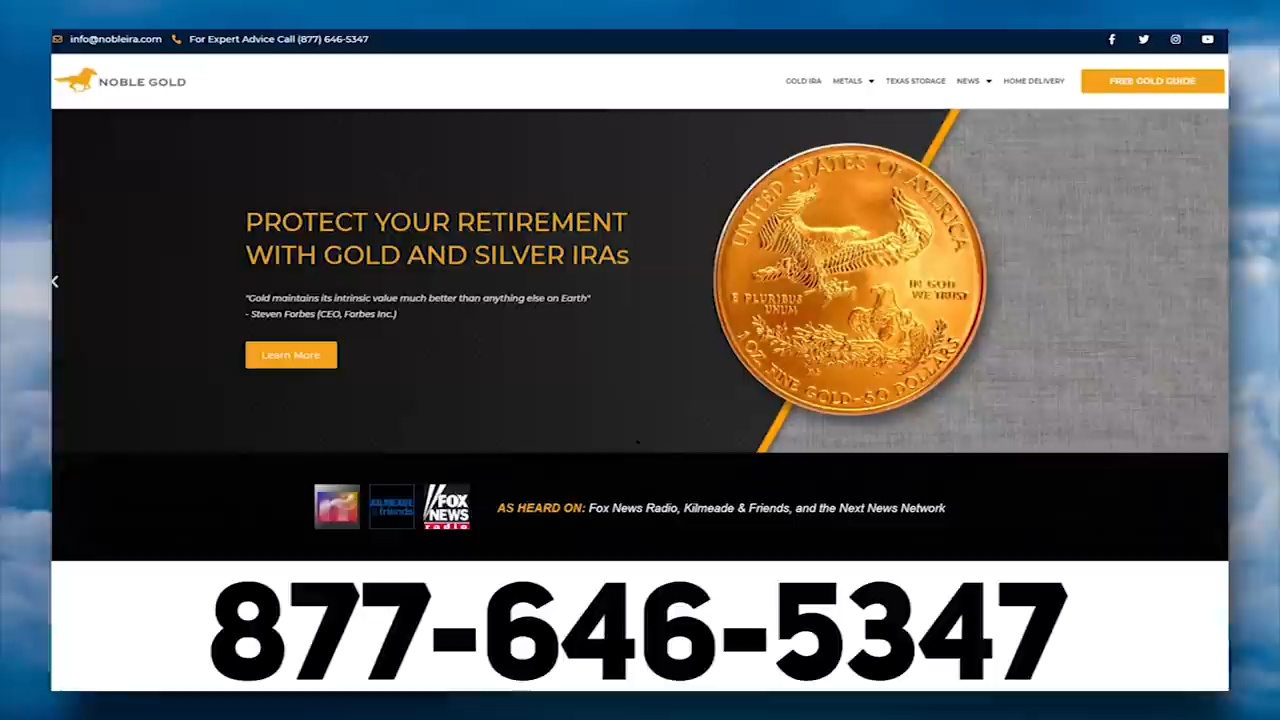 info@nobleira.com For Expert Advice Call (877) 646-5347
NOBLE GOLD
GOLD IRA METALS TEXAS STORAGE NEWS HOME DELIVERY FREE GOLD GUIDE
PROTECT YOUR RETIREMENT
WITH GOLD AND SILVER IRAs
"Gold maintains its intrinsic value much better than anything else on Earth"
- Steven Forbes (CEO, Forbes Inc.)
Learn More
UNITED STATES OF AMERICA
IN GOD
WE TRUST
E PLURIBUS
UNUM
1 OZ FINE GOLD-50 DOLLARS
KILMEADE
& friends
FOX
NEWS
radio
AS HEARD ON: Fox News Radio, Kilmeade & Friends, and the Next News Network
877-646-5347